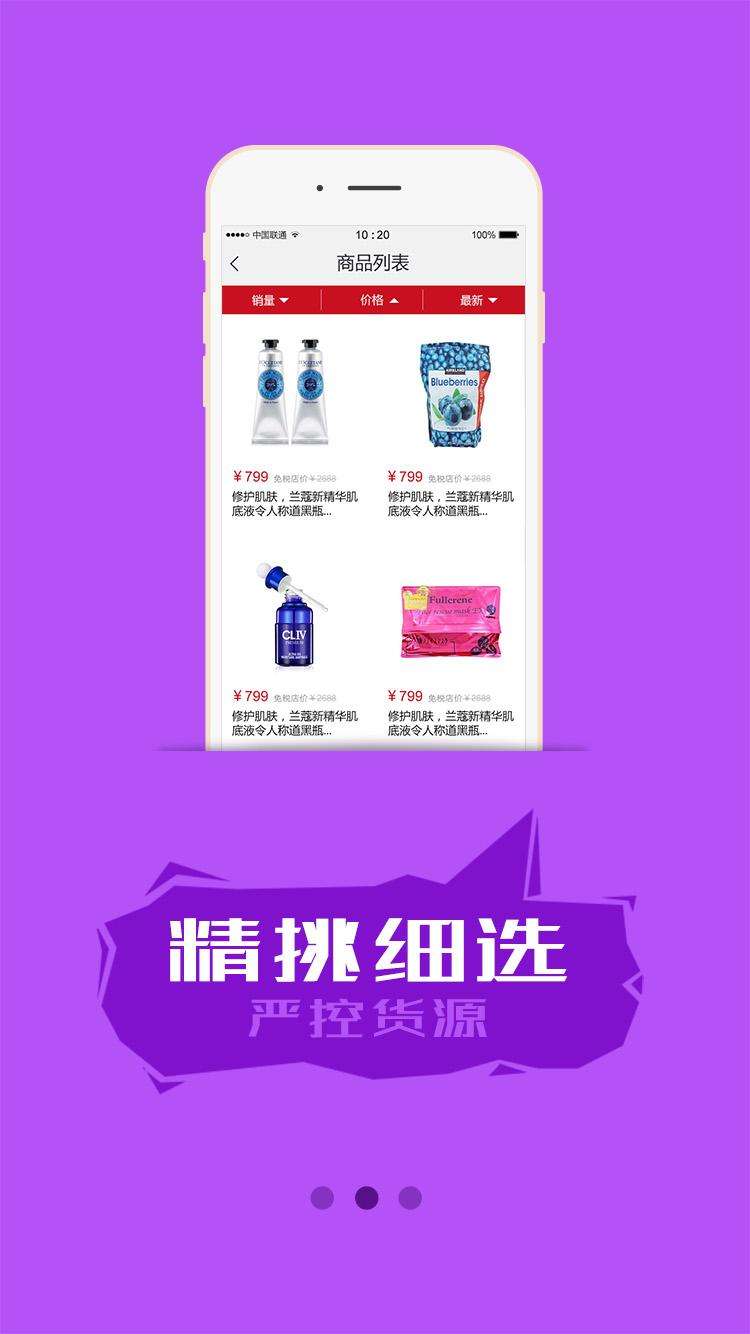 中国联通
10:20
100%
商品列表
销量
价格
最新
L'OCCITANE
L'OCCITANE
KIRKLAND
Blueberries
¥799 免税店价¥2688
修护肌肤，兰蔻新精华肌
底液令人称道黑瓶...
¥799 免税店价¥2688
修护肌肤，兰蔻新精华肌
底液令人称道黑瓶...
CLIV
PREMIUM
Fullerene
Face rescue mask EX
¥799 免税店价¥2688
修护肌肤，兰蔻新精华肌
底液令人称道黑瓶...
¥799 免税店价¥2688
修护肌肤，兰蔻新精华肌
底液令人称道黑瓶...
精挑细选
严控货源